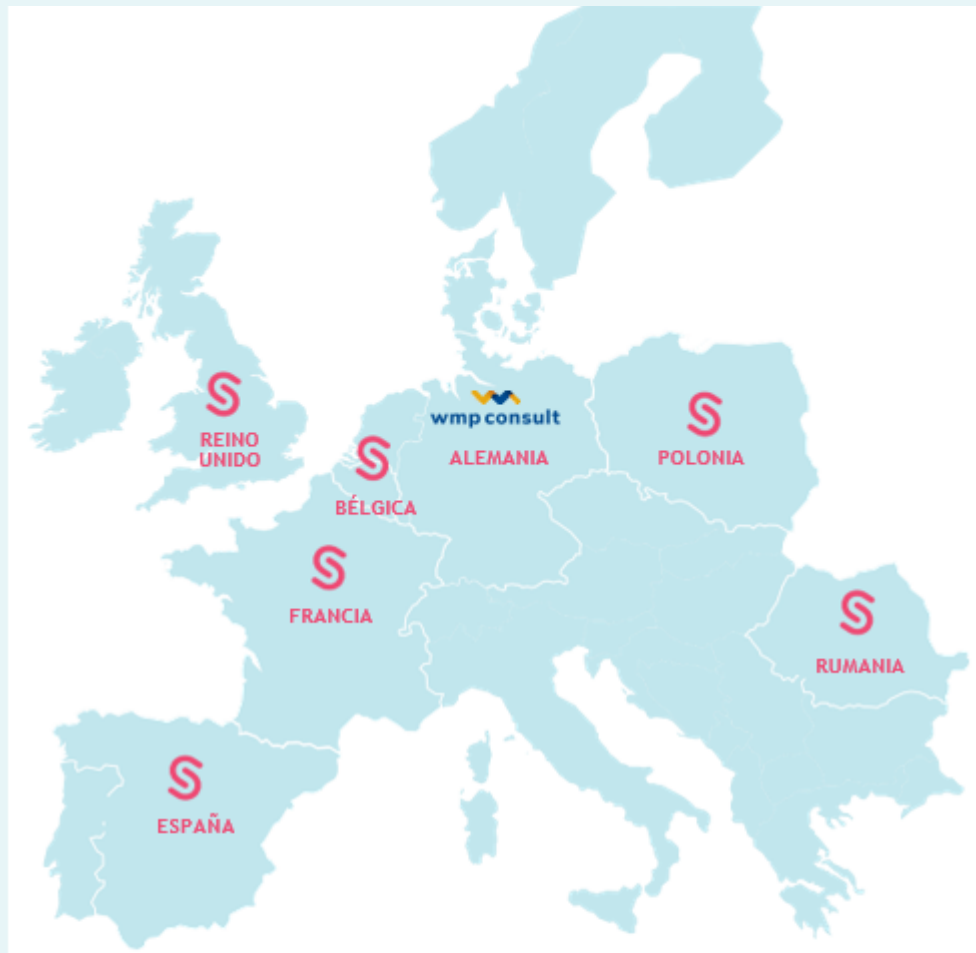 REINO
UNIDO
BÉLGICA
wmp consult
ALEMANIA
POLONIA
FRANCIA
RUMANIA
ESPAÑA